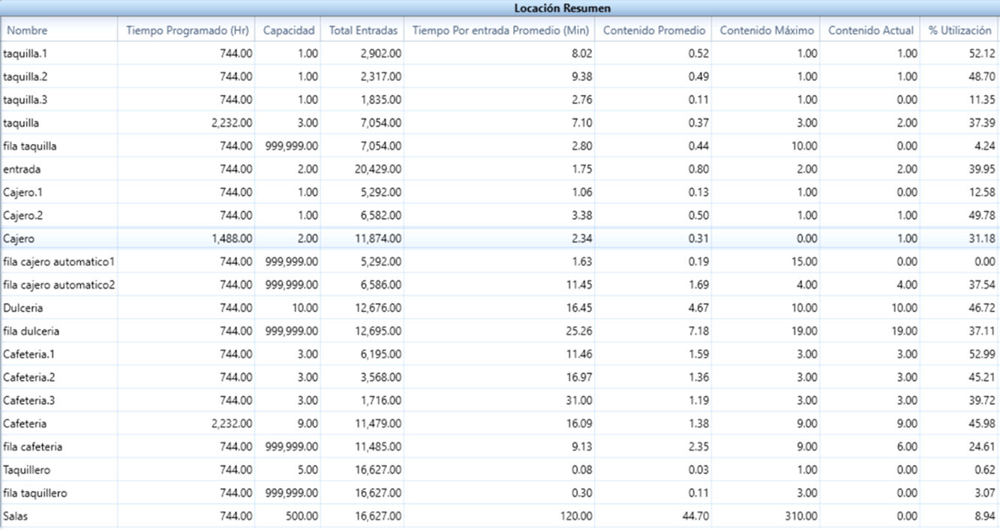 Locación Resumen
Nombre Tiempo Programado (Hr) Capacidad Total Entradas Tiempo Por entrada Promedio (Min) Contenido Promedio Contenido Máximo Contenido Actual % Utilización
taquilla.1 744.00 1.00 2,902.00 8.02 0.52 1.00 1.00 52.12
taquilla.2 744.00 1.00 2,317.00 9.38 0.49 1.00 1.00 48.70
taquilla.3 744.00 1.00 1,835.00 2.76 0.11 1.00 0.00 11.35
taquilla 2,232.00 3.00 7,054.00 7.10 0.37 3.00 2.00 37.39
fila taquilla 744.00 999,999.00 7,054.00 2.80 0.44 10.00 0.00 4.24
entrada 744.00 2.00 20,429.00 1.75 0.80 2.00 2.00 39.95
Cajero.1 744.00 1.00 5,292.00 1.06 0.13 1.00 0.00 12.58
Cajero.2 744.00 1.00 6,582.00 3.38 0.50 1.00 1.00 49.78
Cajero 1,488.00 2.00 11,874.00 2.34 0.31 0.00 1.00 31.18
fila cajero automatico1 744.00 999,999.00 5,292.00 1.63 0.19 15.00 0.00 0.00
fila cajero automatico2 744.00 999,999.00 6,586.00 11.45 1.69 4.00 4.00 37.54
Dulceria 744.00 10.00 12,676.00 16.45 4.67 10.00 10.00 46.72
fila dulceria 744.00 999,999.00 12,695.00 25.26 7.18 19.00 19.00 37.11
Cafeteria.1 744.00 3.00 6,195.00 11.46 1.59 3.00 3.00 52.99
Cafeteria.2 744.00 3.00 3,568.00 16.97 1.36 3.00 3.00 45.21
Cafeteria.3 744.00 3.00 1,716.00 31.00 1.19 3.00 3.00 39.72
Cafeteria 2,232.00 9.00 11,479.00 16.09 1.38 9.00 9.00 45.98
fila cafeteria 744.00 999,999.00 11,485.00 9.13 2.35 9.00 6.00 24.61
Taquillero 744.00 5.00 16,627.00 0.08 0.03 1.00 0.00 0.62
fila taquillero 744.00 999,999.00 16,627.00 0.30 0.11 3.00 0.00 3.07
Salas 744.00 500.00 16,627.00 120.00 44.70 310.00 0.00 8.94